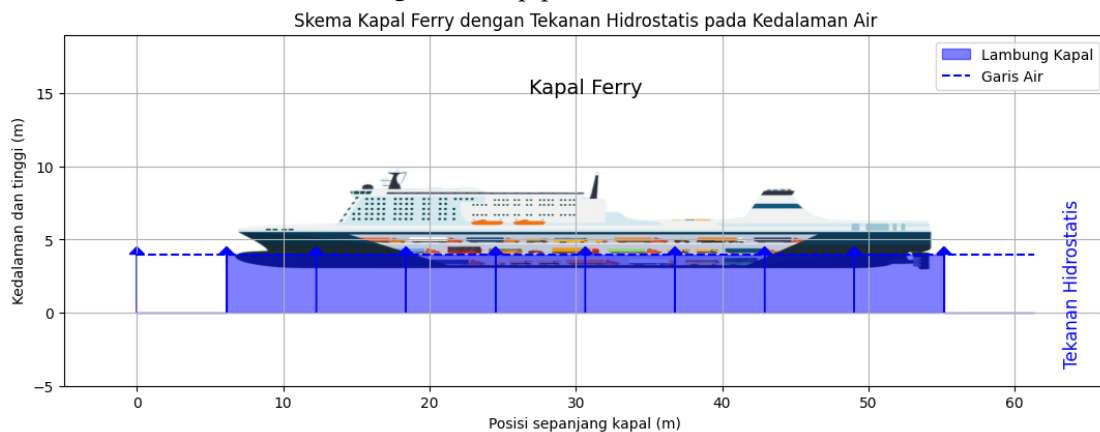 Skema Kapal Ferry dengan Tekanan Hidrostatis pada Kedalaman Air
Lambung Kapal
Garis Air
Kapal Ferry
Kedalaman dan tinggi (m)
15
10
5
0
−5
Tekanan Hidrostatis
0 10 20 30 40 50 60
Posisi sepanjang kapal (m)